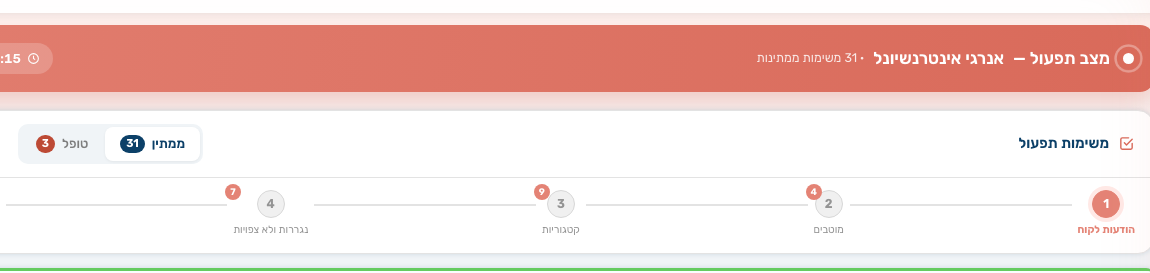 מצב תפעול — אנרגי אינטרנשיונל • 31 משימות ממתינות
:15
משימות תפעול
ממתין 31 טופל 3
1 2 4 3 9 4 7
הודעות לקוח מוטבים קטגוריות נגררות ולא צפויות